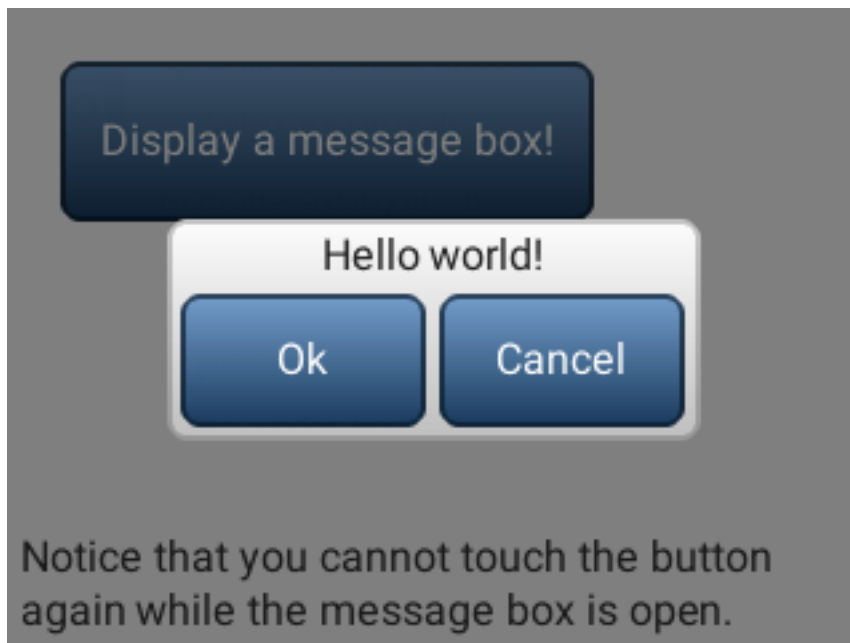 Display a message box!
Hello world!
Ok
Cancel
Notice that you cannot touch the button
again while the message box is open.